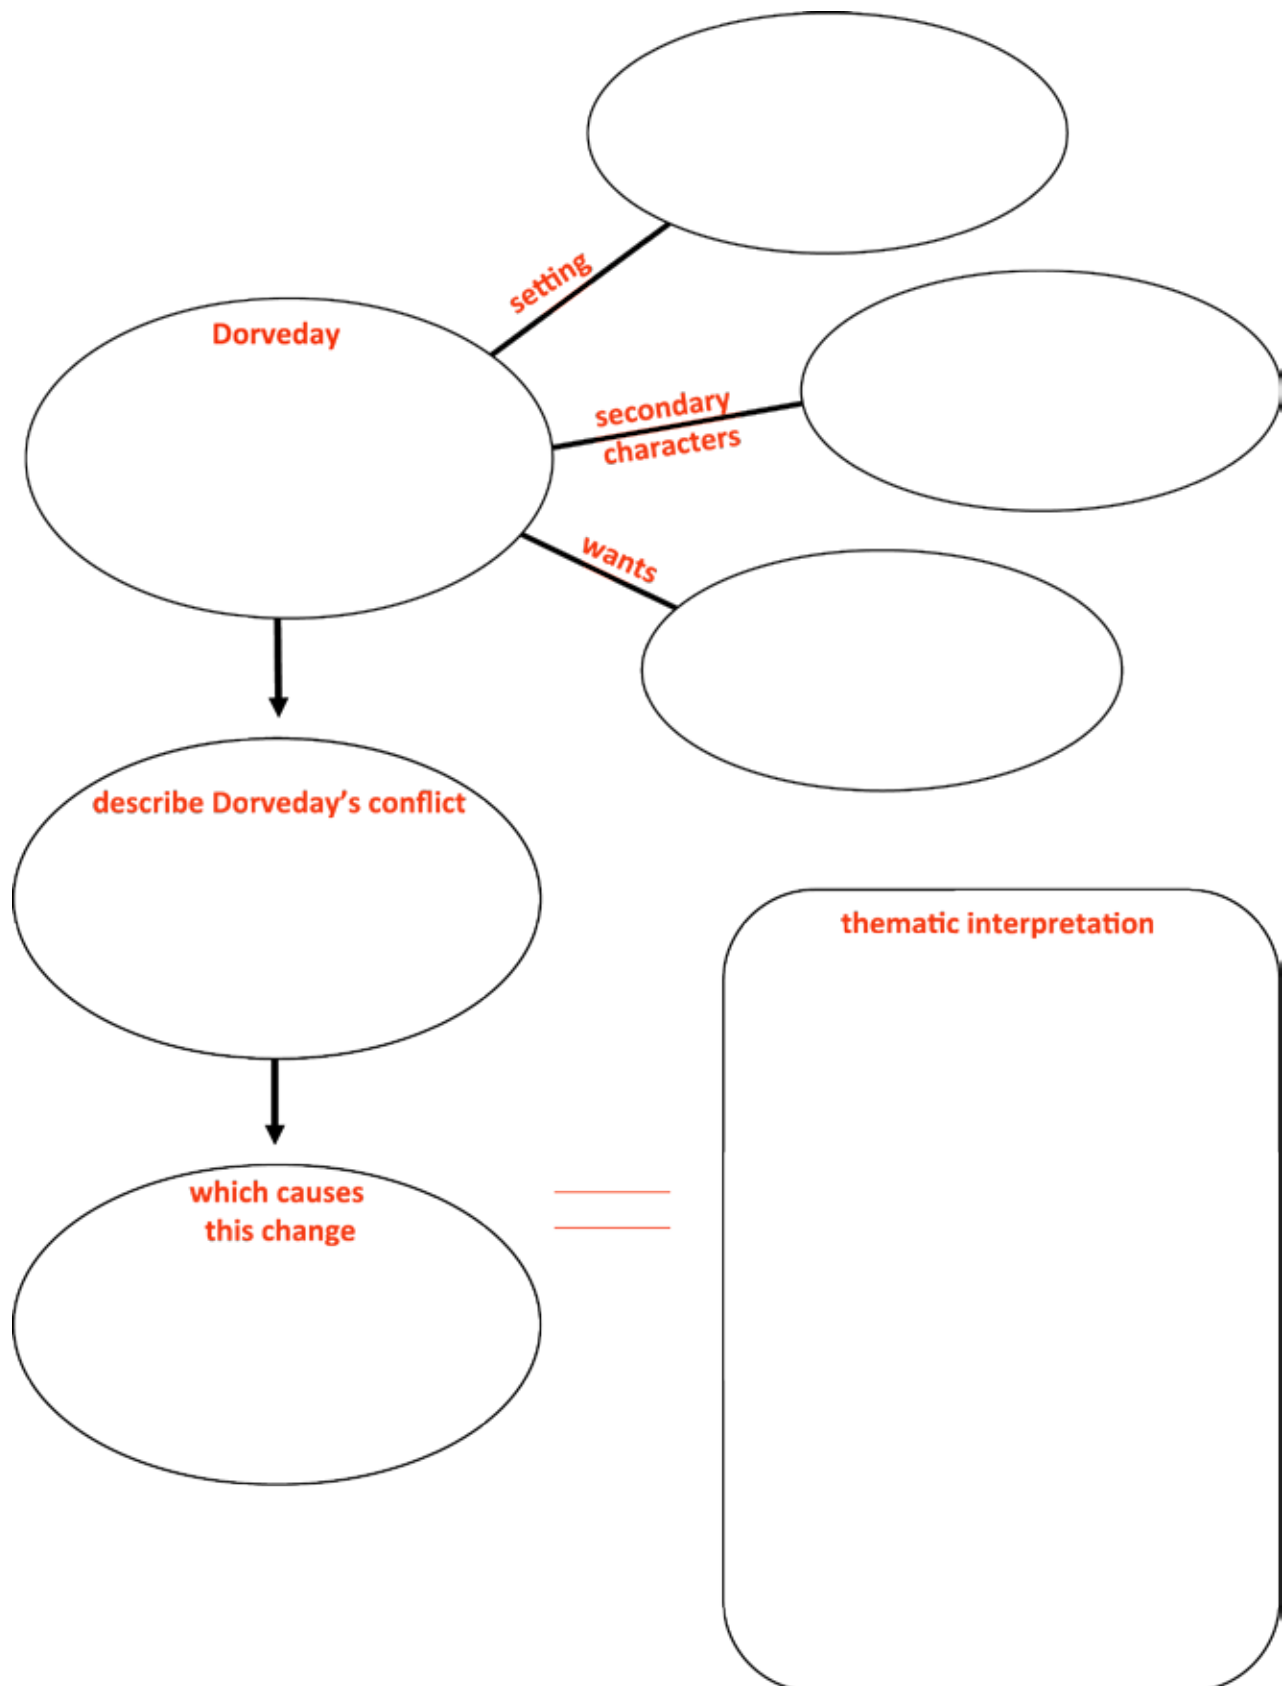 setting
Dorveday
secondary
characters
wants
describe Dorveday's conflict
thematic interpretation
which causes
this change